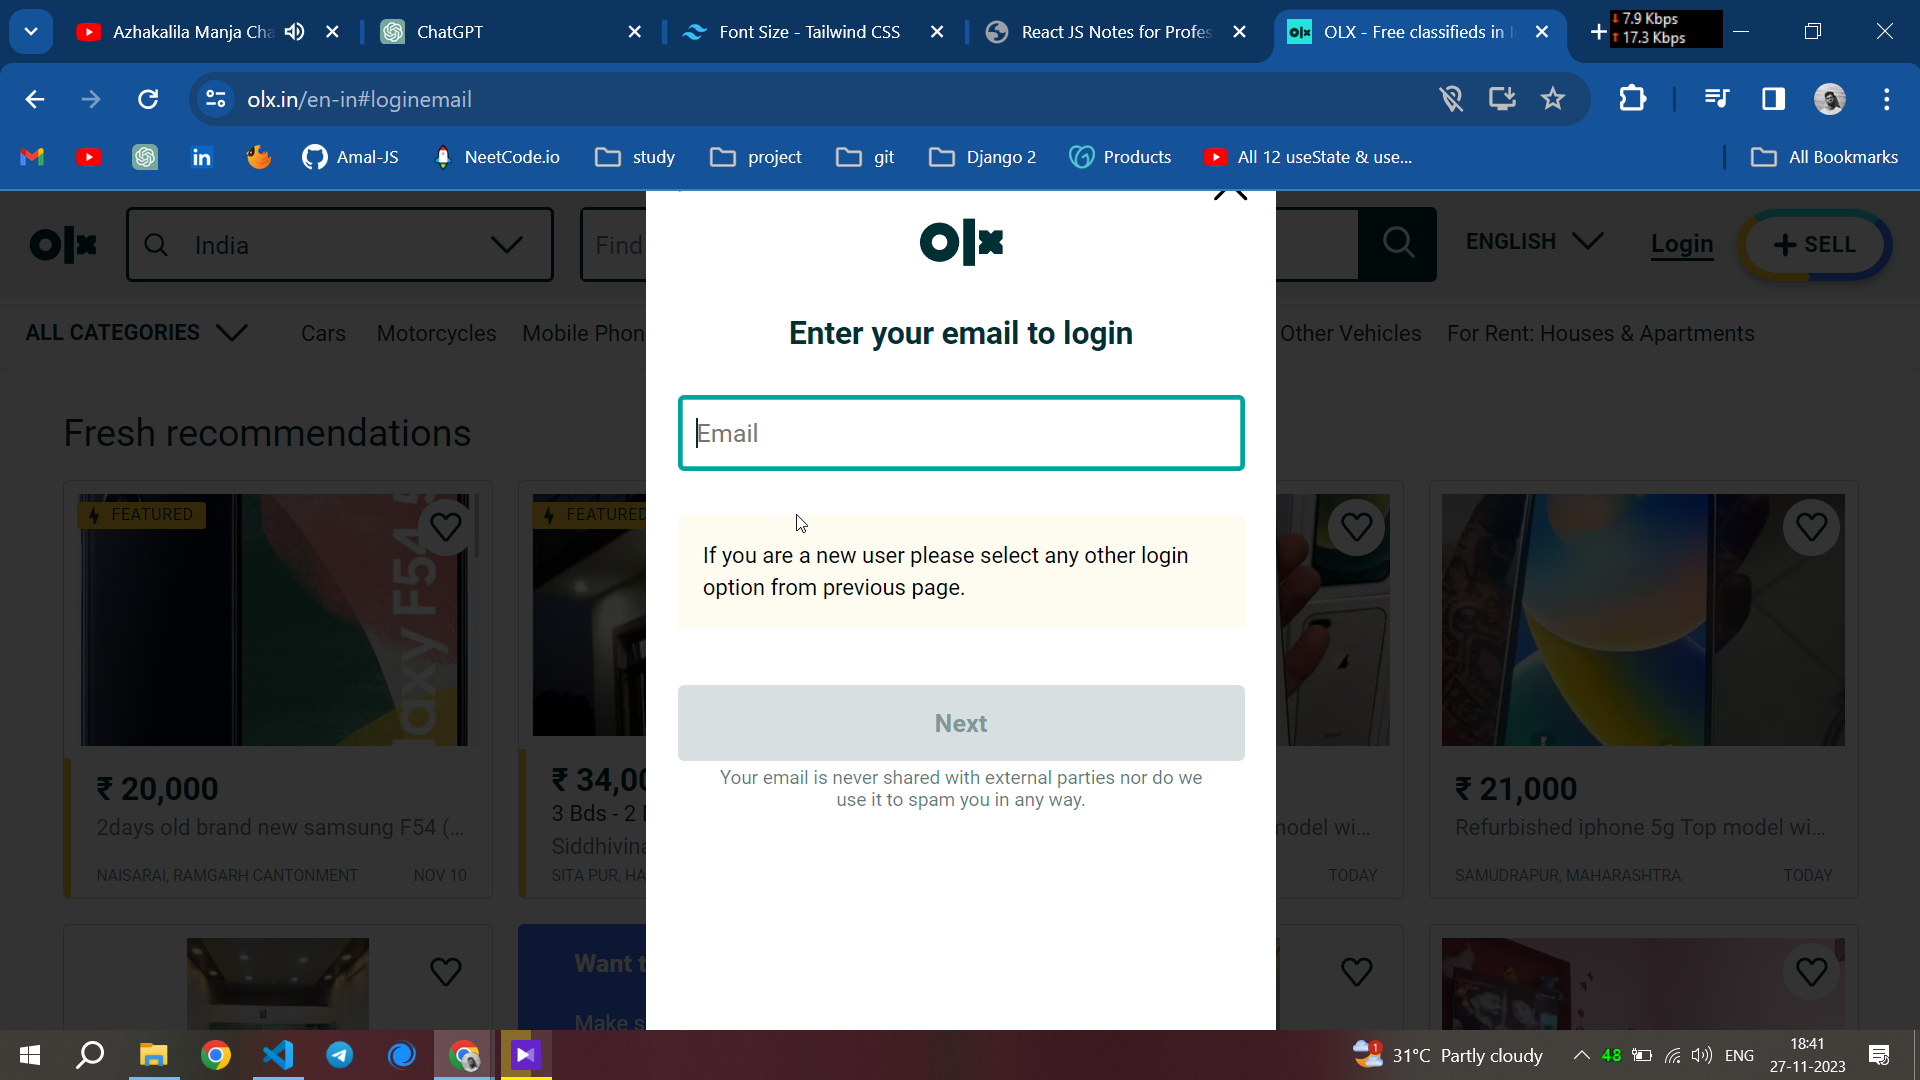 Azhakalila Manja Cha
ChatGPT
Font Size - Tailwind CSS
React JS Notes for Profes
OLX - Free classifieds in I
7.9 Kbps
17.3 Kbps
olx.in/en-in#loginemail
Amal-JS
NeetCode.io
study
project
git
Django 2
Products
All 12 useState & use...
All Bookmarks
olx
India
Find
ENGLISH
Login
SELL
ALL CATEGORIES
Cars
Motorcycles
Mobile Phon
Other Vehicles
For Rent: Houses & Apartments
olx
Enter your email to login
Email
If you are a new user please select any other login
option from previous page.
Next
Your email is never shared with external parties nor do we
use it to spam you in any way.
Fresh recommendations
FEATURED
laxy F54
₹ 20,000
2days old brand new samsung F54 (...
NAISARAI, RAMGARH CANTONMENT
NOV 10
FEATURED
₹ 34,00
3 Bds - 2
Siddhivina
SITA PUR, HA
model wi...
TODAY
₹ 21,000
Refurbished iphone 5g Top model wi...
SAMUDRAPUR, MAHARASHTRA
TODAY
Want t
Make s
1
31°C Partly cloudy
48
ENG
18:41
27-11-2023